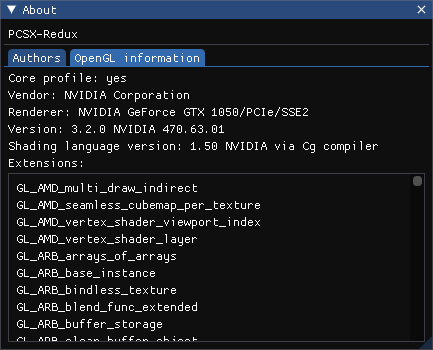 About
PCSX-Redux
Authors
OpenGL information
Core profile: yes
Vendor: NVIDIA Corporation
Renderer: NVIDIA GeForce GTX 1050/PCIe/SSE2
Version: 3.2.0 NVIDIA 470.63.01
Shading language version: 1.50 NVIDIA via Cg compiler
Extensions:
GL_AMD_multi_draw_indirect
GL_AMD_seamless_cubemap_per_texture
GL_AMD_vertex_shader_viewport_index
GL_AMD_vertex_shader_layer
GL_ARB_arrays_of_arrays
GL_ARB_base_instance
GL_ARB_bindless_texture
GL_ARB_blend_func_extended
GL_ARB_buffer_storage
GL_ARB_clear_buffer_object